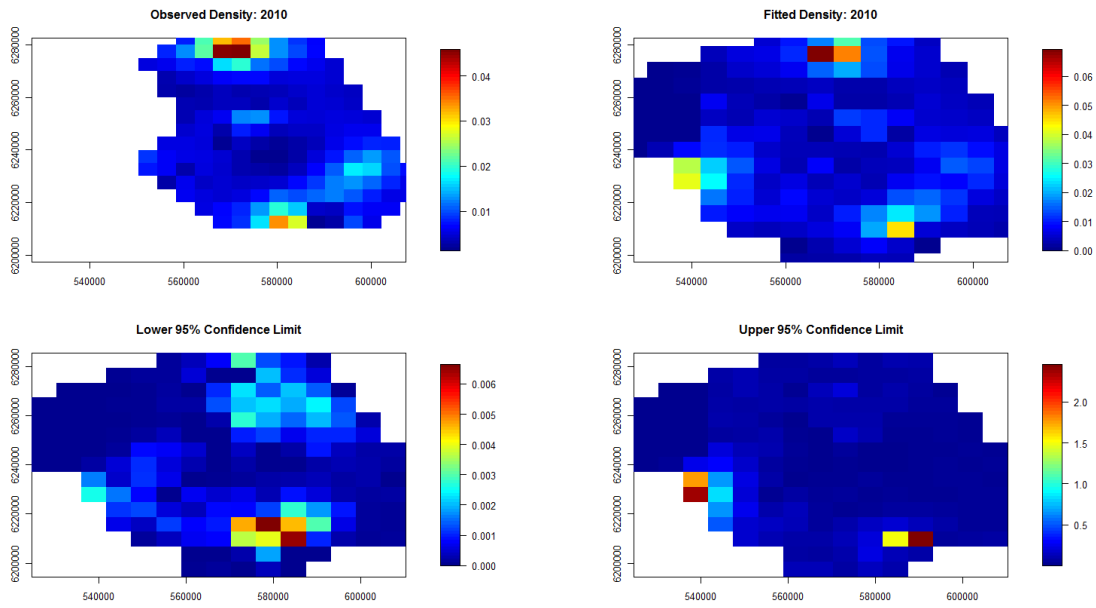 Observed Density: 2010
6200000 6220000 6240000 6260000 6280000
540000 560000 580000 600000
0.04
0.03
0.02
0.01
Fitted Density: 2010
6200000 6220000 6240000 6260000 6280000
540000 560000 580000 600000
0.06
0.05
0.04
0.03
0.02
0.01
0.00
Lower 95% Confidence Limit
6200000 6220000 6240000 6260000 6280000
540000 560000 580000 600000
0.006
0.005
0.004
0.003
0.002
0.001
0.000
Upper 95% Confidence Limit
6200000 6220000 6240000 6260000 6280000
540000 560000 580000 600000
2.0
1.5
1.0
0.5